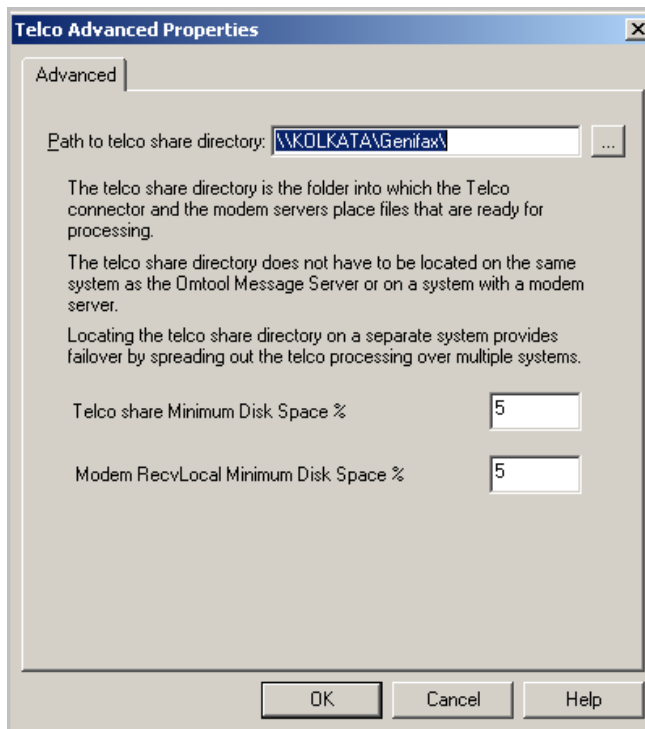 Telco Advanced Properties
Advanced
Path to telco share directory: \\KOLKATA\Genifax\ ...
The telco share directory is the folder into which the Telco
connector and the modem servers place files that are ready for
processing.
The telco share directory does not have to be located on the same
system as the Omtool Message Server or on a system with a modem
server.
Locating the telco share directory on a separate system provides
failover by spreading out the telco processing over multiple systems.
Telco share Minimum Disk Space % 5
Modem RecvLocal Minimum Disk Space % 5
OK Cancel Help